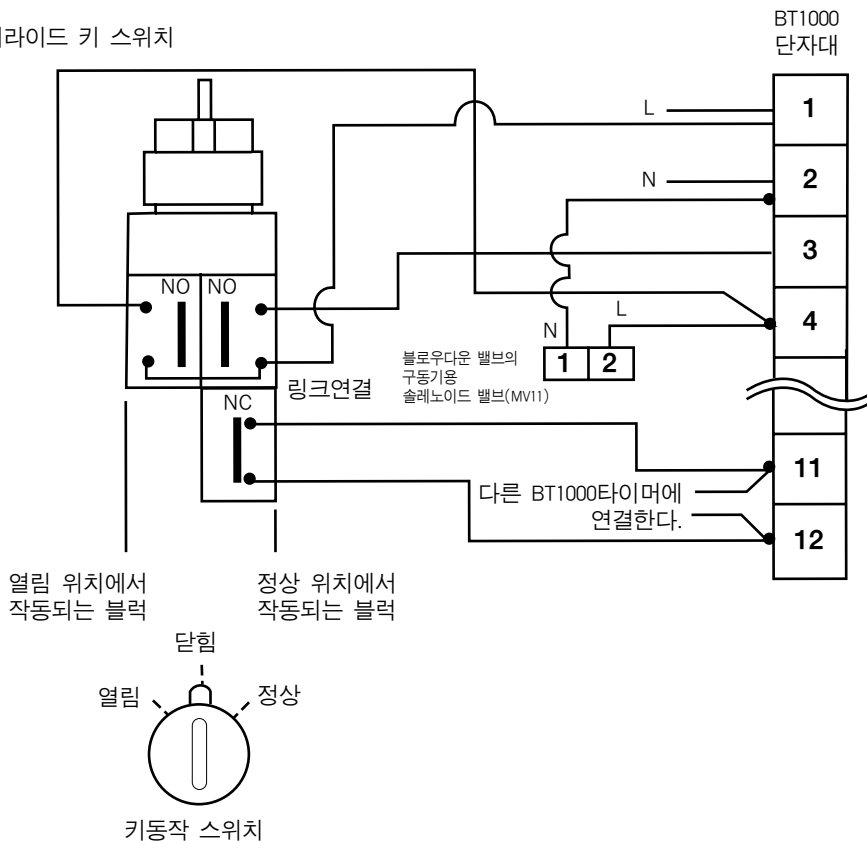 키 스위치
BT1000
단자대
L
1
N
2
NO NO
3
L
4
N
1 2
블로우다운 밸브의
구동기용
솔레노이드 밸브(MV11)
링크연결
NC
11
다른 BT1000타이머에
연결한다.
12
열림 위치에서
작동되는 블럭
정상 위치에서
작동되는 블럭
닫힘
열림
정상
키동작 스위치